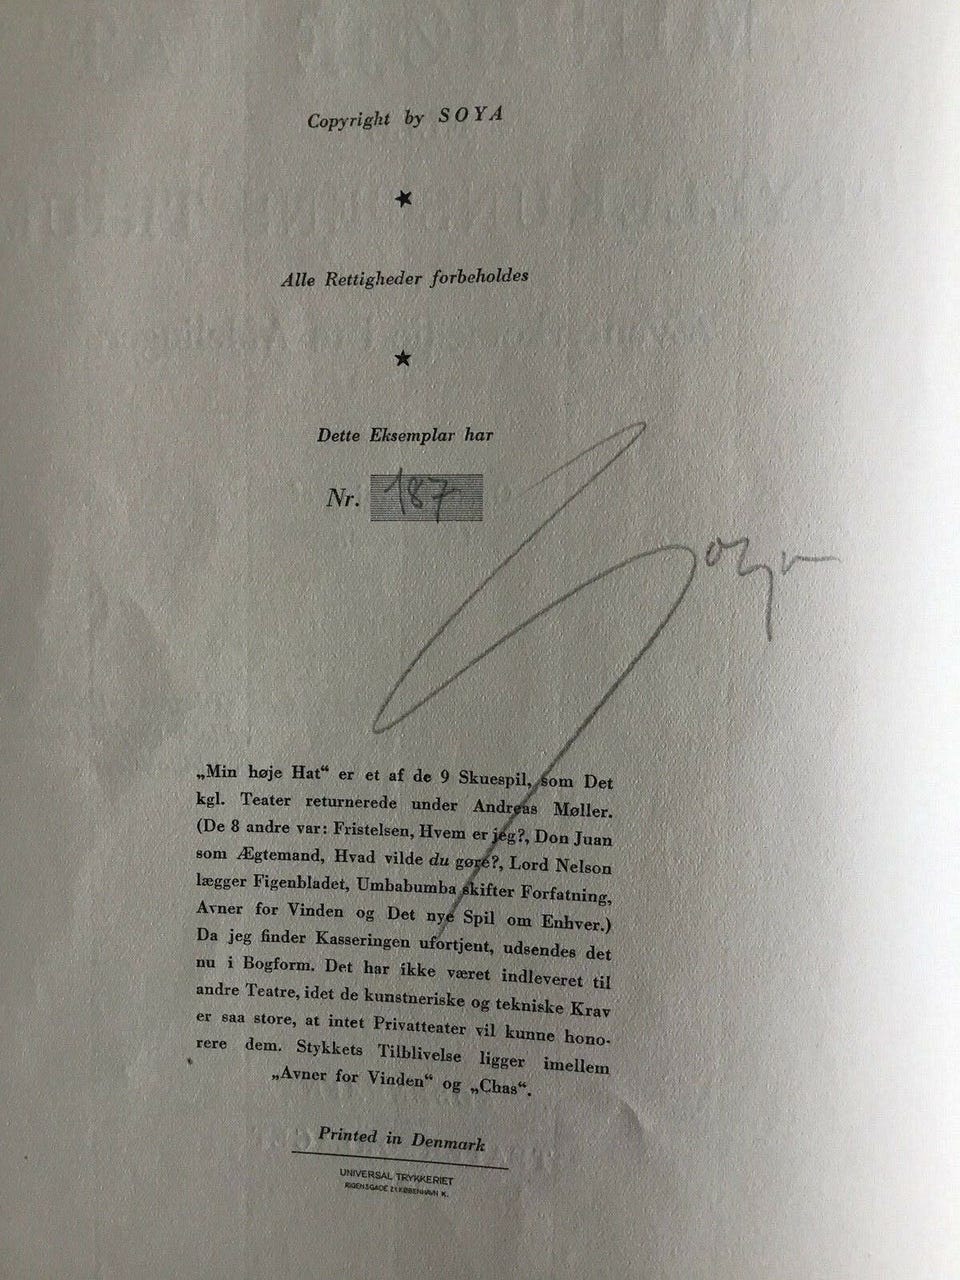 Copyright by SOYA
Alle Rettigheder forbeholdes
Dette Eksemplar har
Nr. 187
Soya
„Min høje Hat“ er et af de 9 Skuespil, som Det
kgl. Teater returnerede under Andreas Møller.
(De 8 andre var: Fristelsen, Hvem er jeg?, Don Juan
som Ægtemand, Hvad vilde du gøre?, Lord Nelson
lægger Figenbladet, Umbabumba skifter Forfatning,
Avner for Vinden og Det nye Spil om Enhver.)
Da jeg finder Kasseringen ufortjent, udsendes det
nu i Bogform. Det har ikke været indleveret til
andre Teatre, idet de kunstneriske og tekniske Krav
er saa store, at intet Privatteater vil kunne hono-
rere dem. Stykkets Tilblivelse ligger imellem
„Avner for Vinden“ og „Chas“.
Printed in Denmark
UNIVERSAL TRYKKERIET
RIGENSGADE 21 KØBENHAVN K.